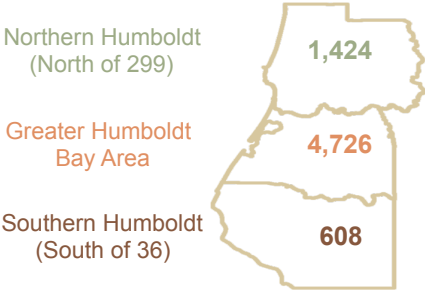 Northern Humboldt
(North of 299)
1,424
Greater Humboldt
Bay Area
4,726
Southern Humboldt
(South of 36)
608